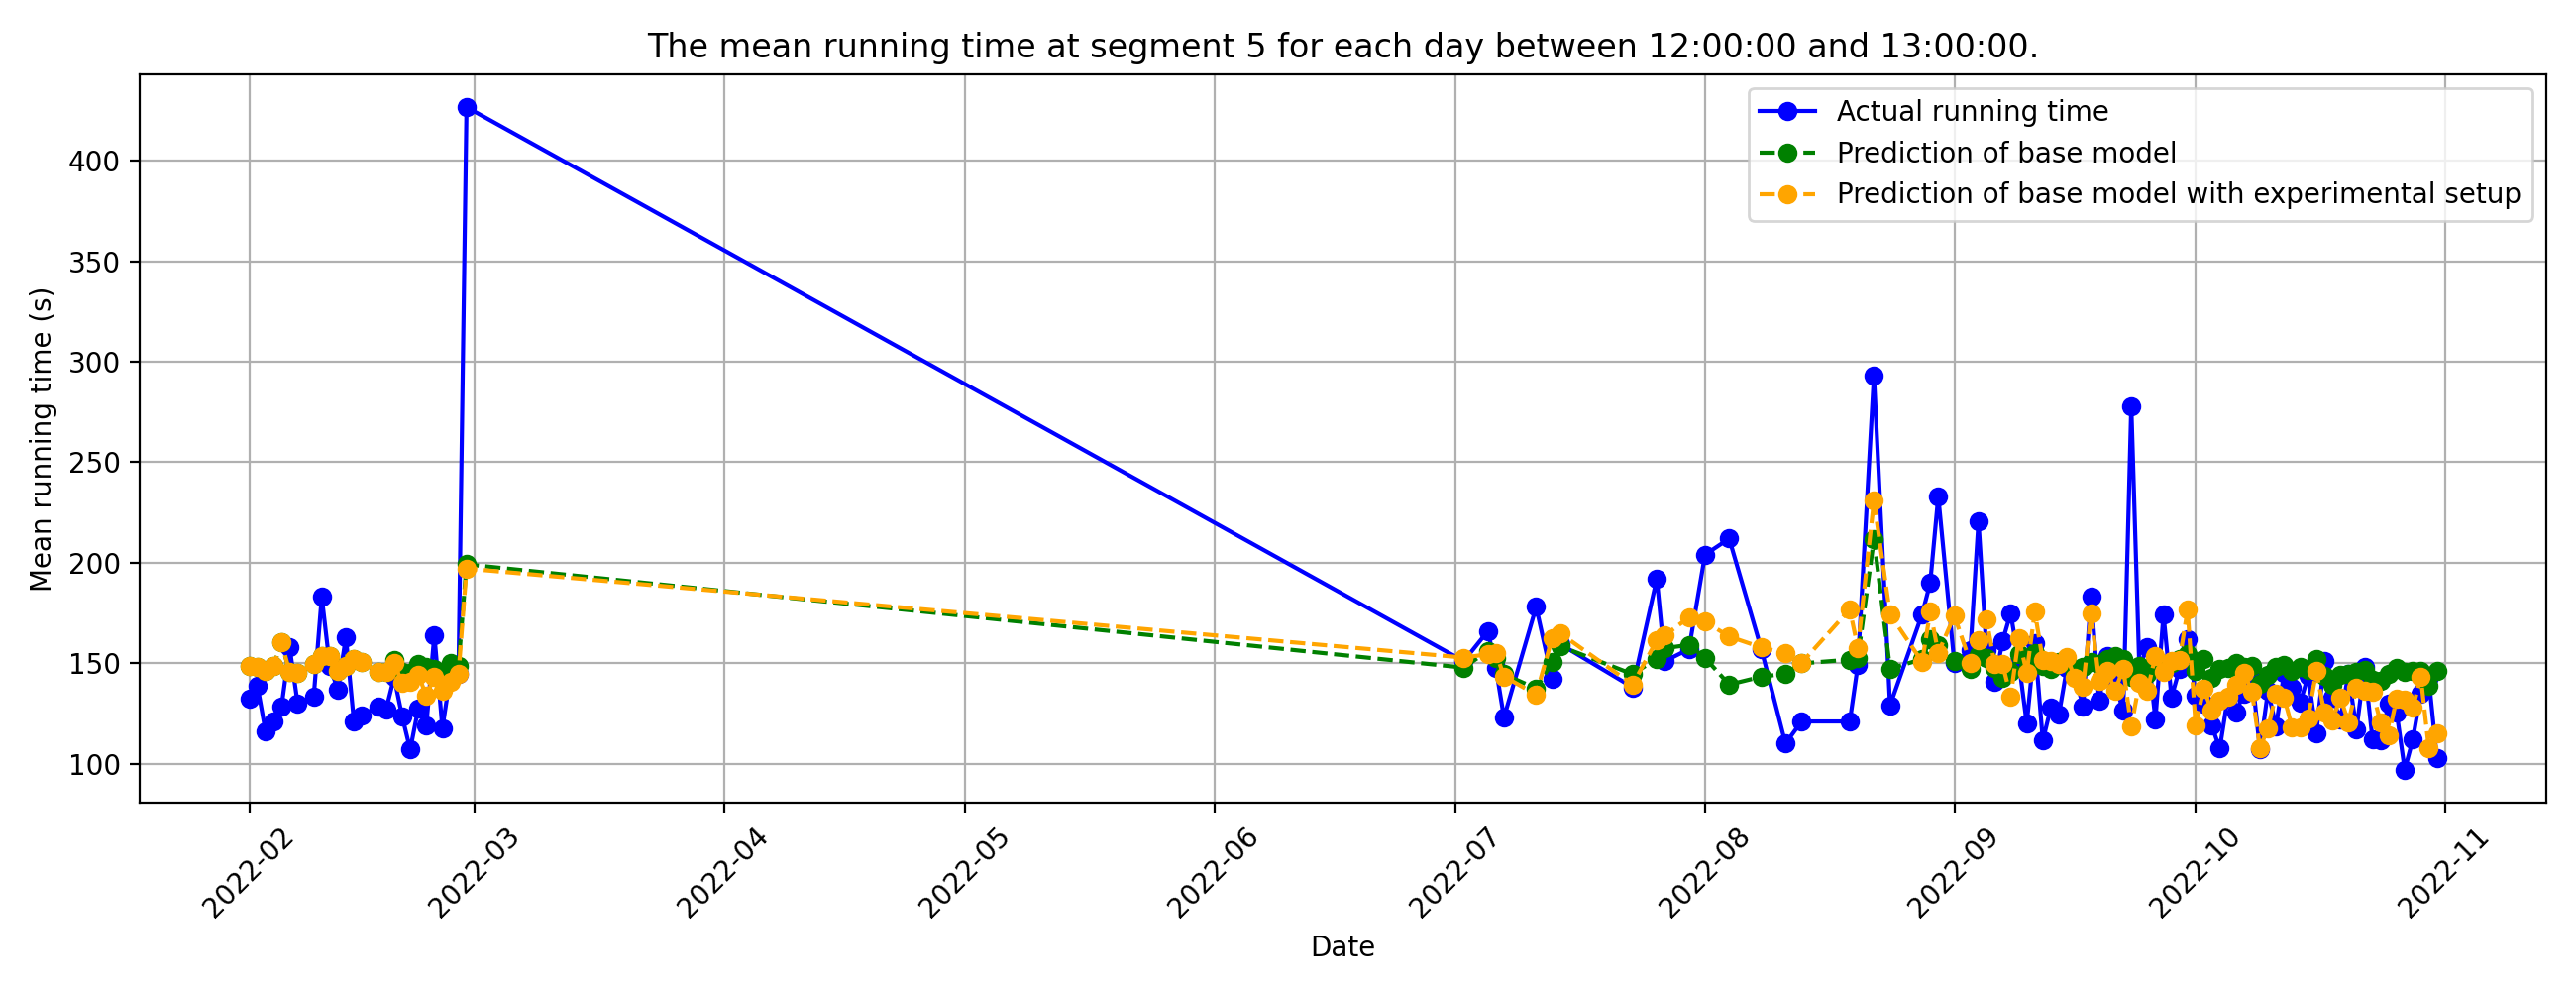 The mean running time at segment 5 for each day between 12:00:00 and 13:00:00.
Actual running time
Prediction of base model
Prediction of base model with experimental setup
Mean running time (s)
400
350
300
250
200
150
100
2022-02
2022-03
2022-04
2022-05
2022-06
2022-07
2022-08
2022-09
2022-10
2022-11
Date